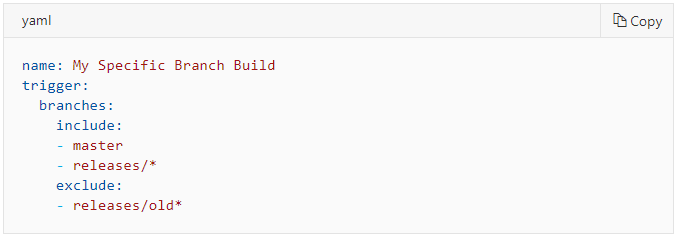 yaml
Copy
name: My Specific Branch Build
trigger:
  branches:
    include:
    - master
    - releases/*
    exclude:
    - releases/old*